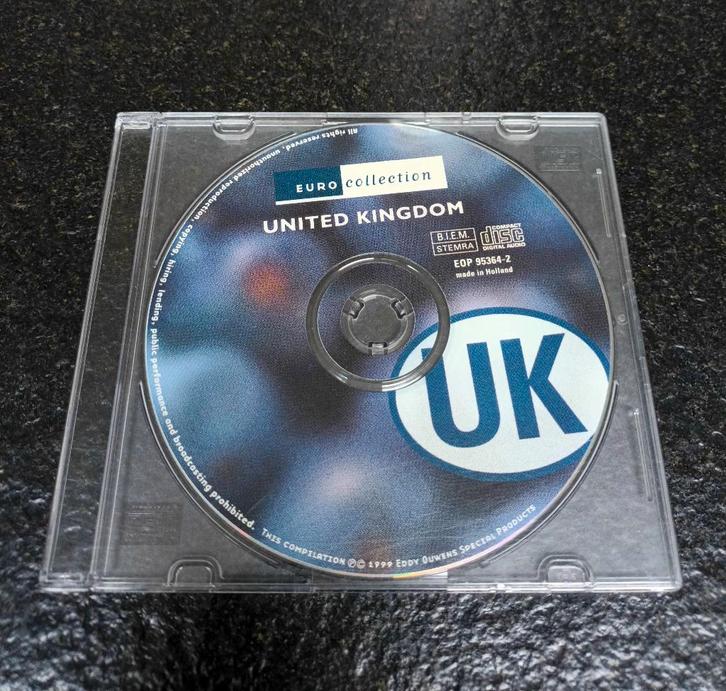 EURO collection
UNITED KINGDOM
B.I.E.M.
STEMRA
COMPACT
disc
DIGITAL AUDIO
EOP 95364-2
made in Holland
UK
All rights reserved, unauthorized reproduction, copying, hiring, lending, public performance and broadcasting prohibited. THIS COMPILATION ℗© 1999 EDDY OUWENS SPECIAL PRODUCTS